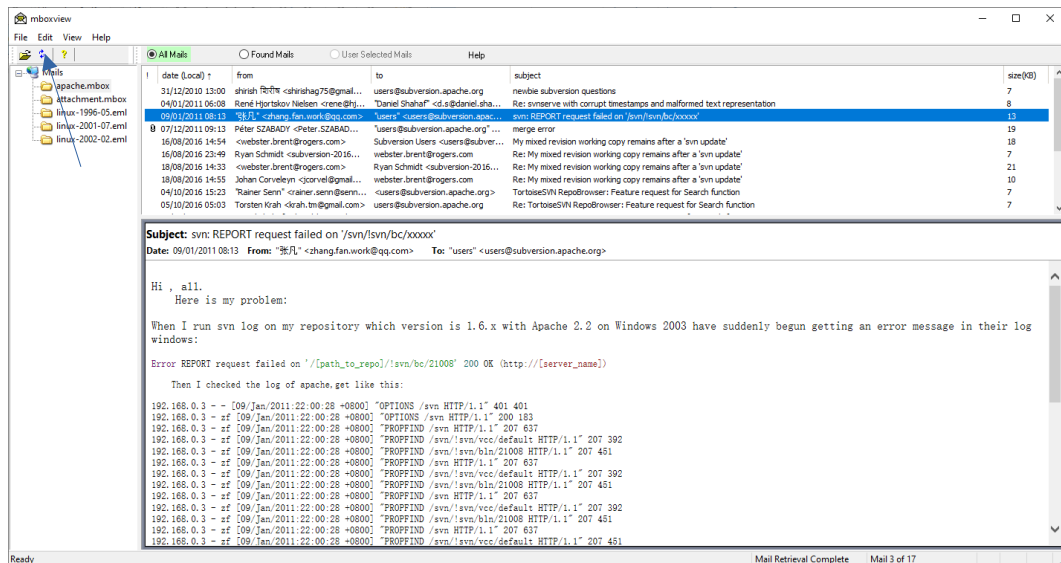 mboxview
File Edit View Help
All Mails Found Mails User Selected Mails Help
Mails
apache.mbox
attachment.mbox
linux-1996-05.eml
linux-2001-07.eml
linux-2002-02.eml
! date (Local) from to subject size(KB)
31/12/2010 13:00 shirish शिरीष <shirishag75@gmail... users@subversion.apache.org newbie subversion questions 7
04/01/2011 06:08 René Hjortskov Nielsen <rene@hj... "Daniel Shahaf" <d.s@daniel.sha... Re: svnserve with corrupt timestamps and malformed text representation 8
09/01/2011 08:13 "张凡" <zhang.fan.work@qq.com> "users" <users@subversion.apac... svn: REPORT request failed on '/svn/!svn/bc/xxxxx' 13
07/12/2011 09:13 Péter SZABADY <Peter.SZABAD... "users@subversion.apache.org" ... merge error 19
16/08/2016 14:54 <webster.brent@rogers.com> Subversion Users <users@subver... My mixed revision working copy remains after a 'svn update' 18
16/08/2016 23:49 Ryan Schmidt <subversion-2016... webster.brent@rogers.com Re: My mixed revision working copy remains after a 'svn update' 7
18/08/2016 14:33 <webster.brent@rogers.com> Ryan Schmidt <subversion-2016... Re: My mixed revision working copy remains after a 'svn update' 21
18/08/2016 14:55 Johan Corveleyn <jcorvel@gmai... webster.brent@rogers.com Re: My mixed revision working copy remains after a 'svn update' 10
04/10/2016 15:23 "Rainer Senn" <rainer.senn@senn... <users@subversion.apache.org> TortoiseSVN RepoBrowser: Feature request for Search function 7
05/10/2016 05:03 Torsten Krah <krah.tm@gmail.com> users@subversion.apache.org Re: TortoiseSVN RepoBrowser: Feature request for Search function 7
Subject: svn: REPORT request failed on '/svn/!svn/bc/xxxxx'
Date: 09/01/2011 08:13 From: "张凡" <zhang.fan.work@qq.com> To: "users" <users@subversion.apache.org>
Hi , all.
Here is my problem:
When I run svn log on my repository which version is 1.6.x with Apache 2.2 on Windows 2003 have suddenly begun getting an error message in their log
windows:
Error REPORT request failed on '/[path_to_repo]/!svn/bc/21008' 200 OK (http://[server_name])
Then I checked the log of apache,get like this:
192.168.0.3 - - [09/Jan/2011:22:00:28 +0800] "OPTIONS /svn HTTP/1.1" 401 401
192.168.0.3 - zf [09/Jan/2011:22:00:28 +0800] "OPTIONS /svn HTTP/1.1" 200 183
192.168.0.3 - zf [09/Jan/2011:22:00:28 +0800] "PROPFIND /svn HTTP/1.1" 207 637
192.168.0.3 - zf [09/Jan/2011:22:00:28 +0800] "PROPFIND /svn/!svn/vcc/default HTTP/1.1" 207 392
192.168.0.3 - zf [09/Jan/2011:22:00:28 +0800] "PROPFIND /svn/!svn/bln/21008 HTTP/1.1" 207 451
192.168.0.3 - zf [09/Jan/2011:22:00:28 +0800] "PROPFIND /svn HTTP/1.1" 207 637
192.168.0.3 - zf [09/Jan/2011:22:00:28 +0800] "PROPFIND /svn/!svn/vcc/default HTTP/1.1" 207 392
192.168.0.3 - zf [09/Jan/2011:22:00:28 +0800] "PROPFIND /svn/!svn/bln/21008 HTTP/1.1" 207 451
192.168.0.3 - zf [09/Jan/2011:22:00:28 +0800] "PROPFIND /svn HTTP/1.1" 207 637
192.168.0.3 - zf [09/Jan/2011:22:00:28 +0800] "PROPFIND /svn/!svn/vcc/default HTTP/1.1" 207 392
192.168.0.3 - zf [09/Jan/2011:22:00:28 +0800] "PROPFIND /svn/!svn/bln/21008 HTTP/1.1" 207 451
192.168.0.3 - zf [09/Jan/2011:22:00:28 +0800] "PROPFIND /svn HTTP/1.1" 207 637
192.168.0.3 - zf [09/Jan/2011:22:00:28 +0800] "PROPFIND /svn/!svn/vcc/default HTTP/1.1" 207 451
Ready Mail Retrieval Complete Mail 3 of 17